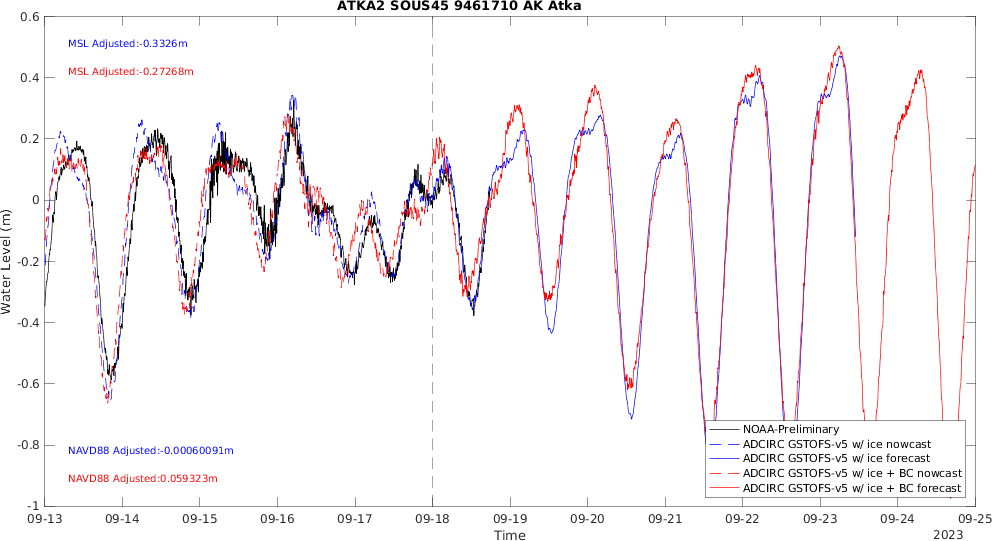 ATKA2 SOUS45 9461710 AK Atka
0.6
0.4
0.2
0
-0.2
-0.4
-0.6
-0.8
-1
Water Level (m)
MSL Adjusted:-0.3326m
MSL Adjusted:-0.27268m
NAVD88 Adjusted:-0.00060091m
NAVD88 Adjusted:0.059323m
NOAA-Preliminary
ADCIRC GSTOFS-v5 w/ ice nowcast
ADCIRC GSTOFS-v5 w/ ice forecast
ADCIRC GSTOFS-v5 w/ ice + BC nowcast
ADCIRC GSTOFS-v5 w/ ice + BC forecast
09-13 09-14 09-15 09-16 09-17 09-18 09-19 09-20 09-21 09-22 09-23 09-24 09-25
Time
2023